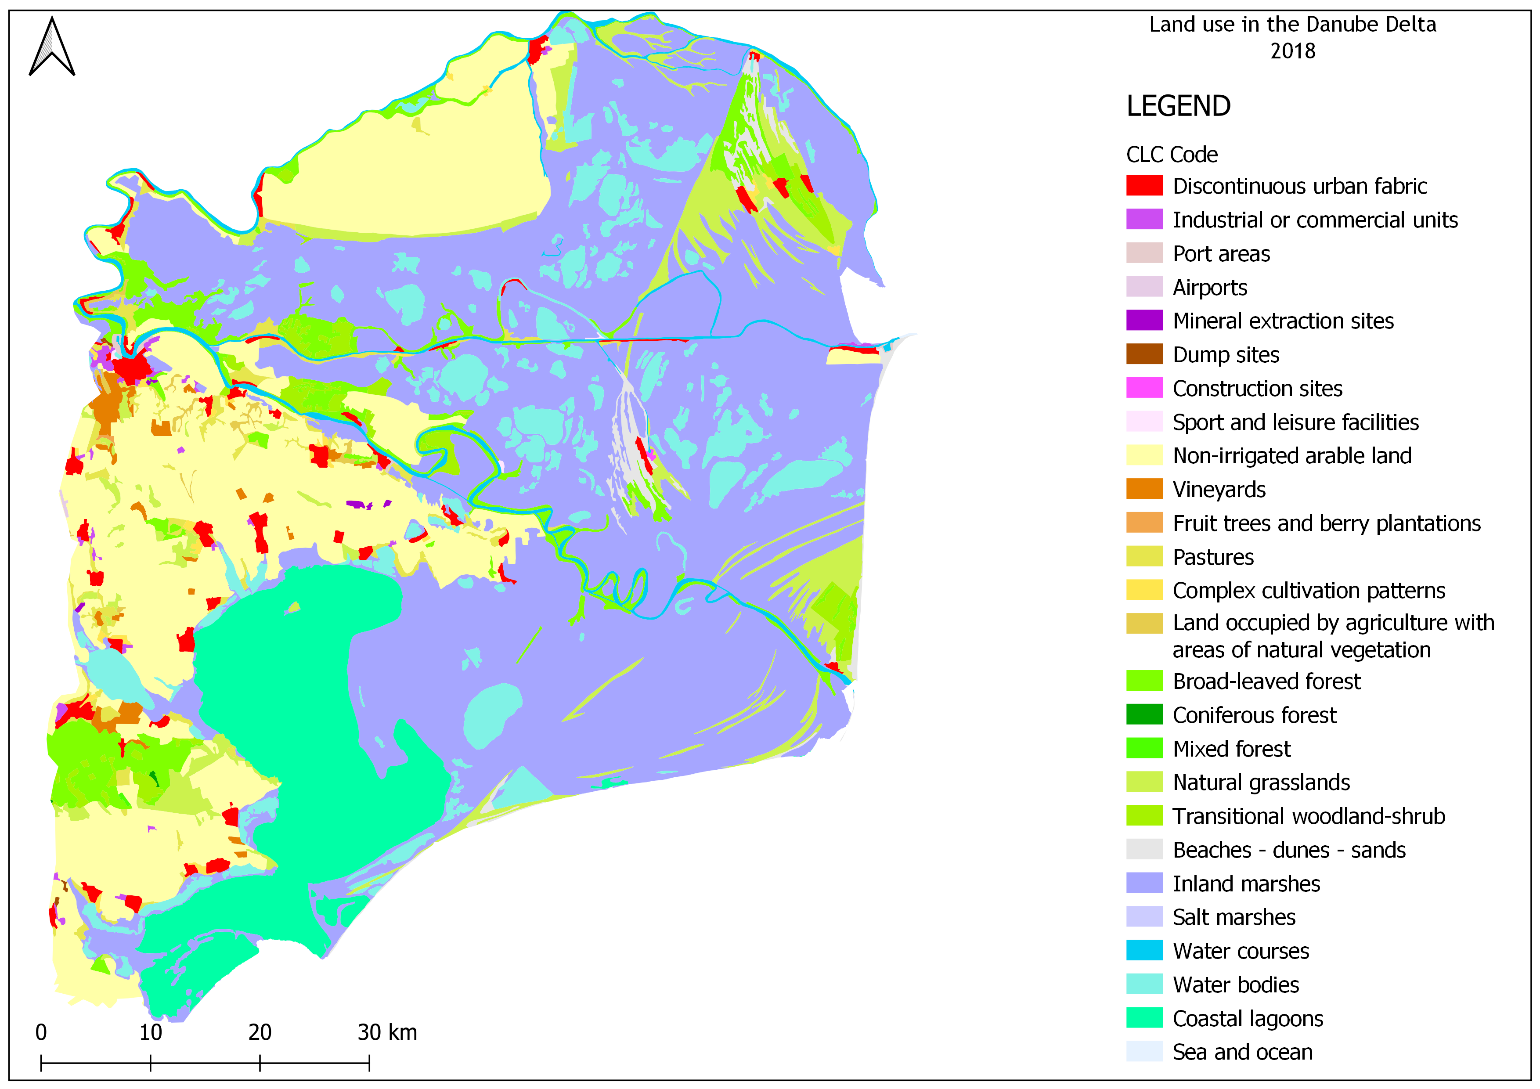 Land use in the Danube Delta
2018
LEGEND
CLC Code
Discontinuous urban fabric
Industrial or commercial units
Port areas
Airports
Mineral extraction sites
Dump sites
Construction sites
Sport and leisure facilities
Non-irrigated arable land
Vineyards
Fruit trees and berry plantations
Pastures
Complex cultivation patterns
Land occupied by agriculture with
areas of natural vegetation
Broad-leaved forest
Coniferous forest
Mixed forest
Natural grasslands
Transitional woodland-shrub
Beaches - dunes - sands
Inland marshes
Salt marshes
Water courses
Water bodies
Coastal lagoons
Sea and ocean
0 10 20 30 km